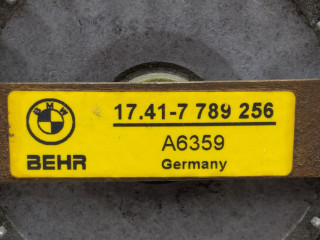 BMW
17.41-7 789 256
A6359
BEHR
Germany